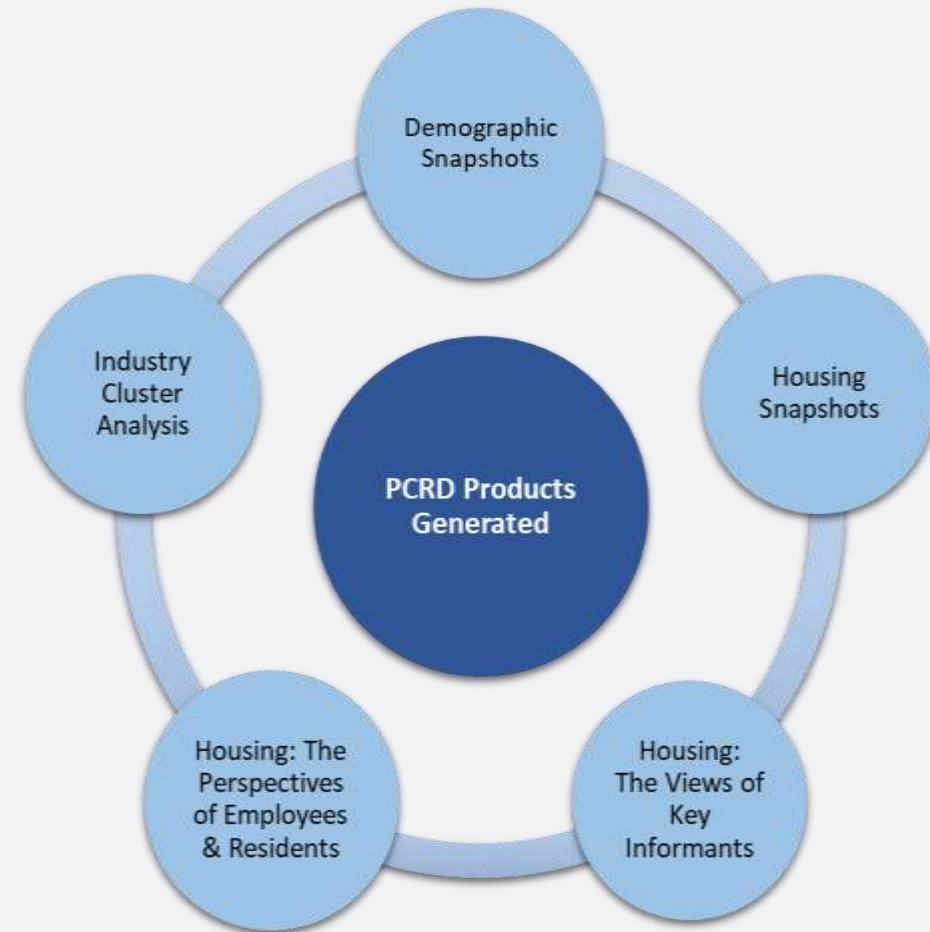 Demographic
Snapshots
Housing
Snapshots
Housing:
The Views of
Key
Informants
Housing: The
Perspectives
of Employees
& Residents
Industry
Cluster
Analysis
PCRD Products
Generated